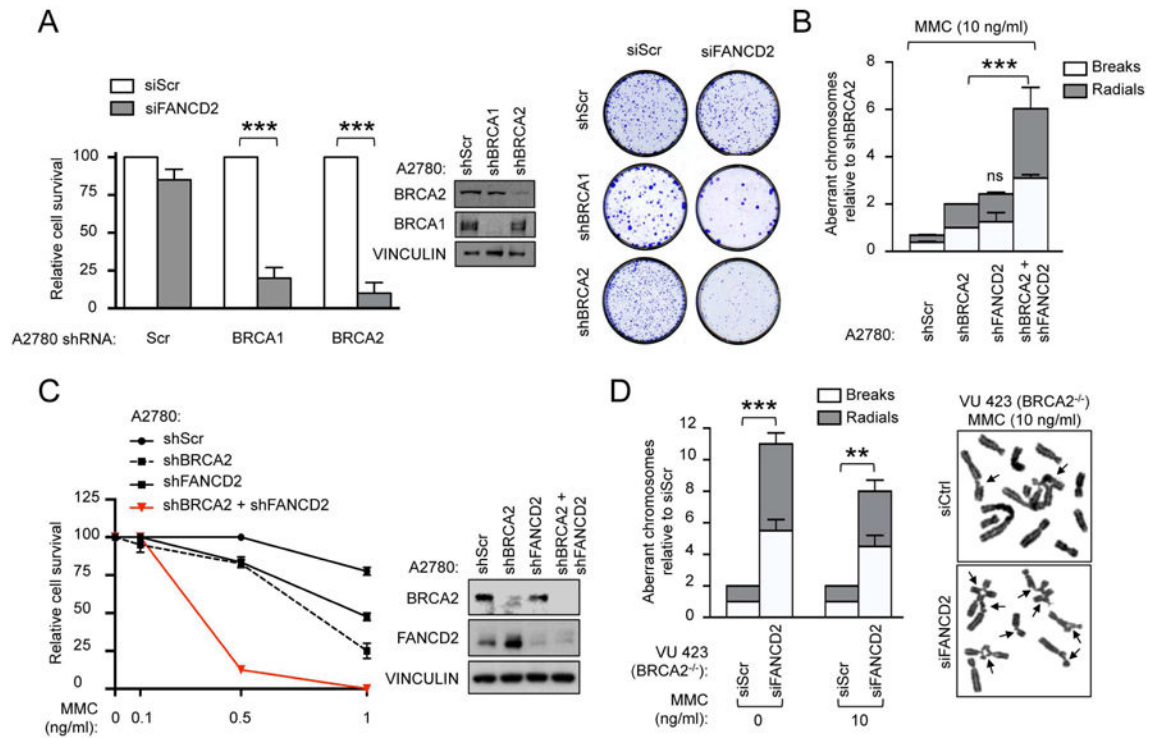 A
siScr
siFANCD2
***
***
100
75
50
25
0
Relative cell survival
A2780 shRNA:
Scr
BRCA1
BRCA2
A2780:
shScr
shBRCA1
shBRCA2
BRCA2
BRCA1
VINCULIN
siScr
siFANCD2
shScr
shBRCA1
shBRCA2
B
MMC (10 ng/ml)
***
Breaks
Radials
8
6
4
2
0
ns
Aberrant chromosomes
relative to shBRCA2
A2780:
shScr
shBRCA2
shFANCD2
shBRCA2 +
shFANCD2
C
A2780:
shScr
shBRCA2
shFANCD2
shBRCA2 + shFANCD2
125
100
75
50
25
0
Relative cell survival
MMC
(ng/ml):
0
0.1
0.5
1
A2780:
shScr
shBRCA2
shFANCD2
shBRCA2 +
shFANCD2
BRCA2
FANCD2
VINCULIN
D
Breaks
Radials
***
**
12
10
8
6
4
2
0
Aberrant chromosomes
relative to siScr
VU 423
(BRCA2-/-):
siScr
siFANCD2
siScr
siFANCD2
MMC
(ng/ml):
0
10
VU 423 (BRCA2-/-)
MMC (10 ng/ml)
siCtrl
siFANCD2